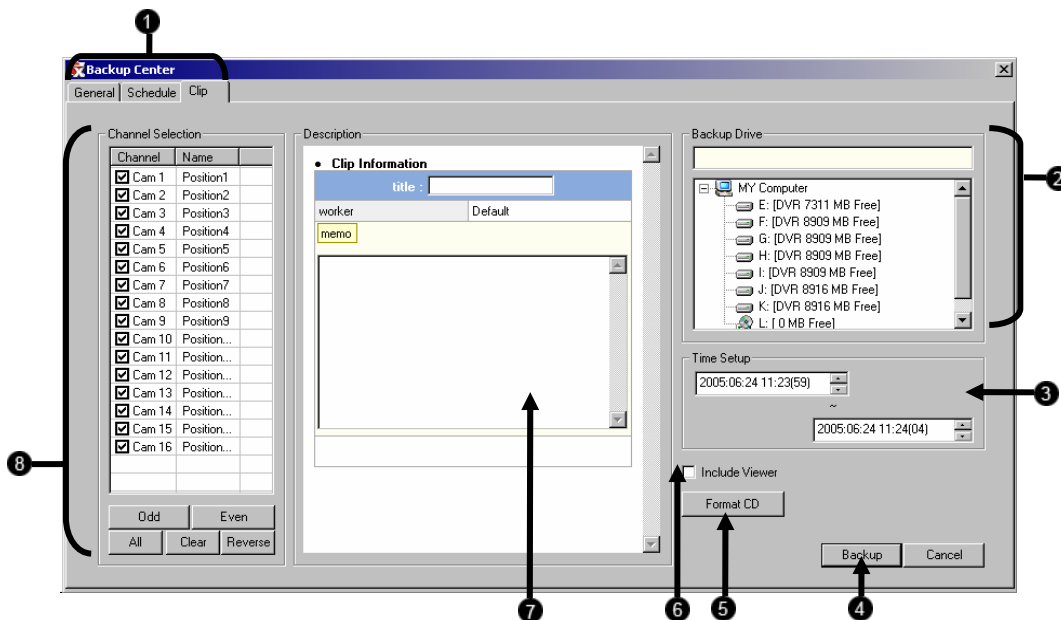 1
Backup Center
General Schedule Clip
Channel Selection
Channel Name
Cam 1 Position1
Cam 2 Position2
Cam 3 Position3
Cam 4 Position4
Cam 5 Position5
Cam 6 Position6
Cam 7 Position7
Cam 8 Position8
Cam 9 Position9
Cam 10 Position...
Cam 11 Position...
Cam 12 Position...
Cam 13 Position...
Cam 14 Position...
Cam 15 Position...
Cam 16 Position...
Odd Even
All Clear Reverse
8
Description
• Clip Information
title :
worker Default
memo
7
Backup Drive
MY Computer
E: [DVR 7311 MB Free]
F: [DVR 8909 MB Free]
G: [DVR 8909 MB Free]
H: [DVR 8909 MB Free]
I: [DVR 8909 MB Free]
J: [DVR 8916 MB Free]
K: [DVR 8916 MB Free]
L: [ 0 MB Free]
2
Time Setup
2005:06:24 11:23(59)
~
2005:06:24 11:24(04)
3
Include Viewer
Format CD
Backup Cancel
6
5
4